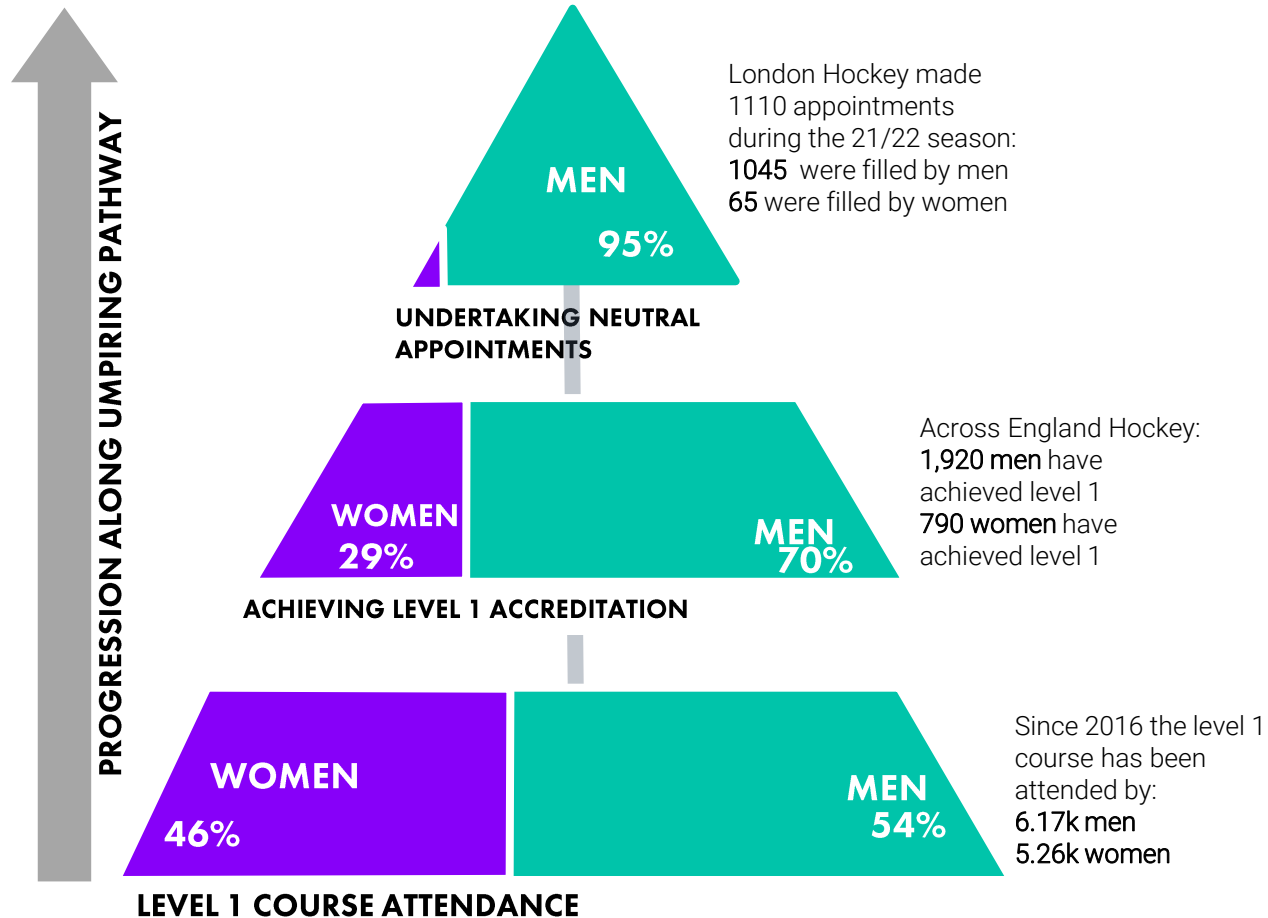 PROGRESSION ALONG UMPIRING PATHWAY
MEN
95%
London Hockey made
1110 appointments
during the 21/22 season:
1045 were filled by men
65 were filled by women
UNDERTAKING NEUTRAL
APPOINTMENTS
WOMEN
29%
MEN
70%
Across England Hockey:
1,920 men have
achieved level 1
790 women have
achieved level 1
ACHIEVING LEVEL 1 ACCREDITATION
WOMEN
46%
MEN
54%
Since 2016 the level 1
course has been
attended by:
6.17k men
5.26k women
LEVEL 1 COURSE ATTENDANCE